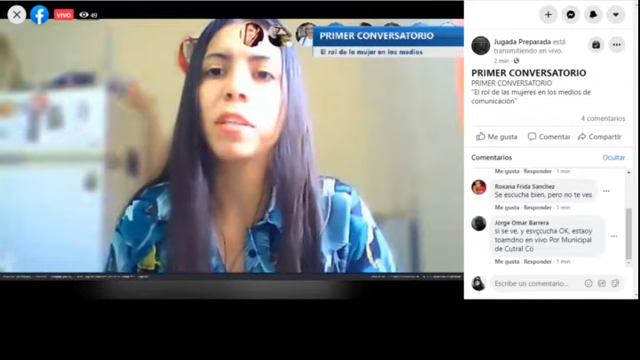 VIVO 49
PRIMER CONVERSATORIO
El rol de la mujer en los medios
Jugada Preparada está
transmitiendo en vivo.
2 min ·
PRIMER CONVERSATORIO
PRIMER CONVERSATORIO
"El rol de las mujeres en los medios de
comunicación"
4 comentarios
Me gusta Comentar Compartir
Comentarios Ocultar
Me gusta · Responder · 1 min
Roxana Frida Sanchez
Se escucha bien, pero no te ves
Me gusta · Responder · 1 min
Jorge Omar Barrera
si se ve, y esvçucha OK, estaoy
toamdno en vivo Por Municipal
de Cutral Có
Me gusta · Responder · 1 min
Escribe un comentario...